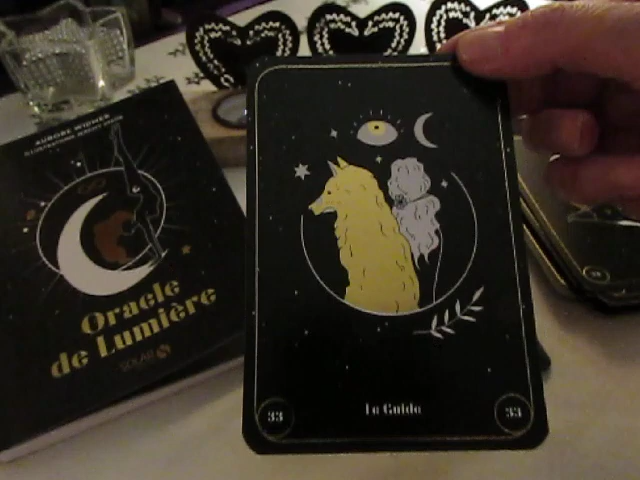 AURORE WIDMER
Oracle
de Lumière
SOLAR
Le Guide
33
33